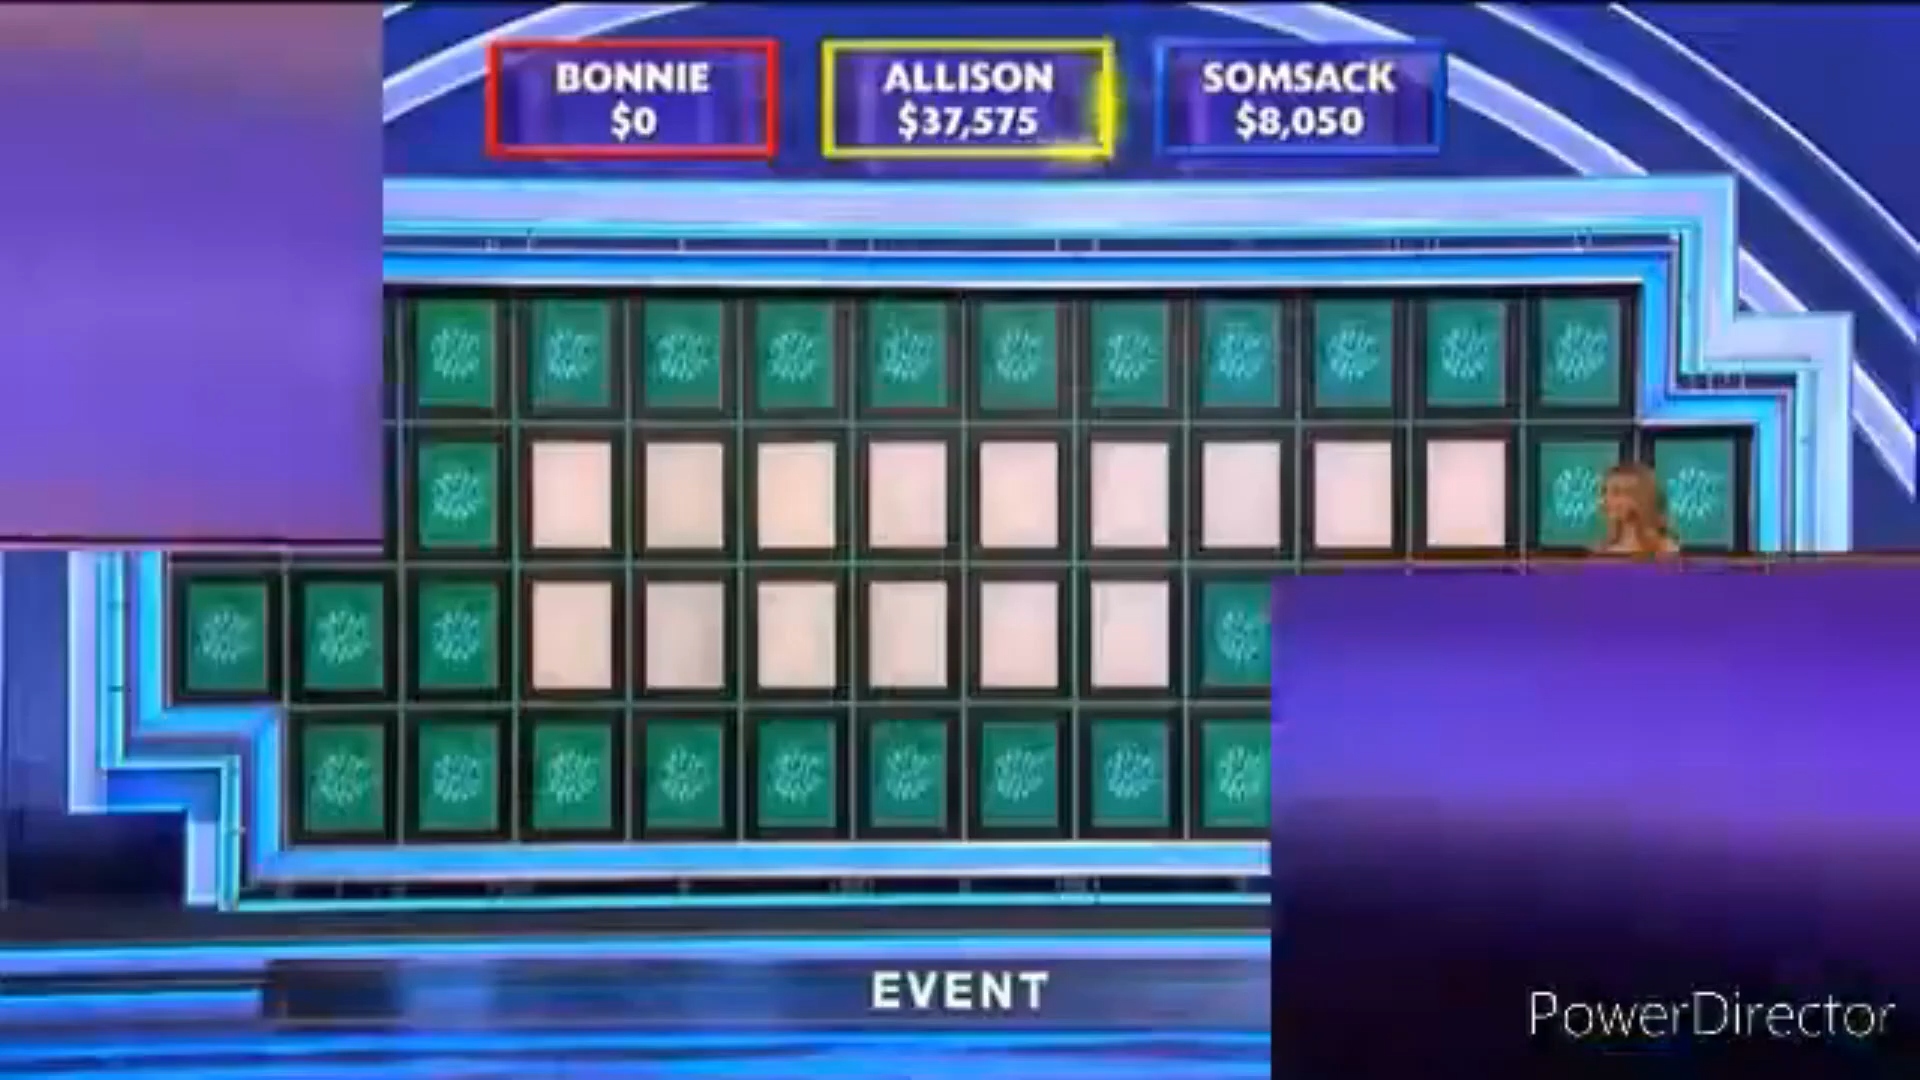 BONNIE
$0
ALLISON
$37,575
SOMSACK
$8,050
EVENT
PowerDirector